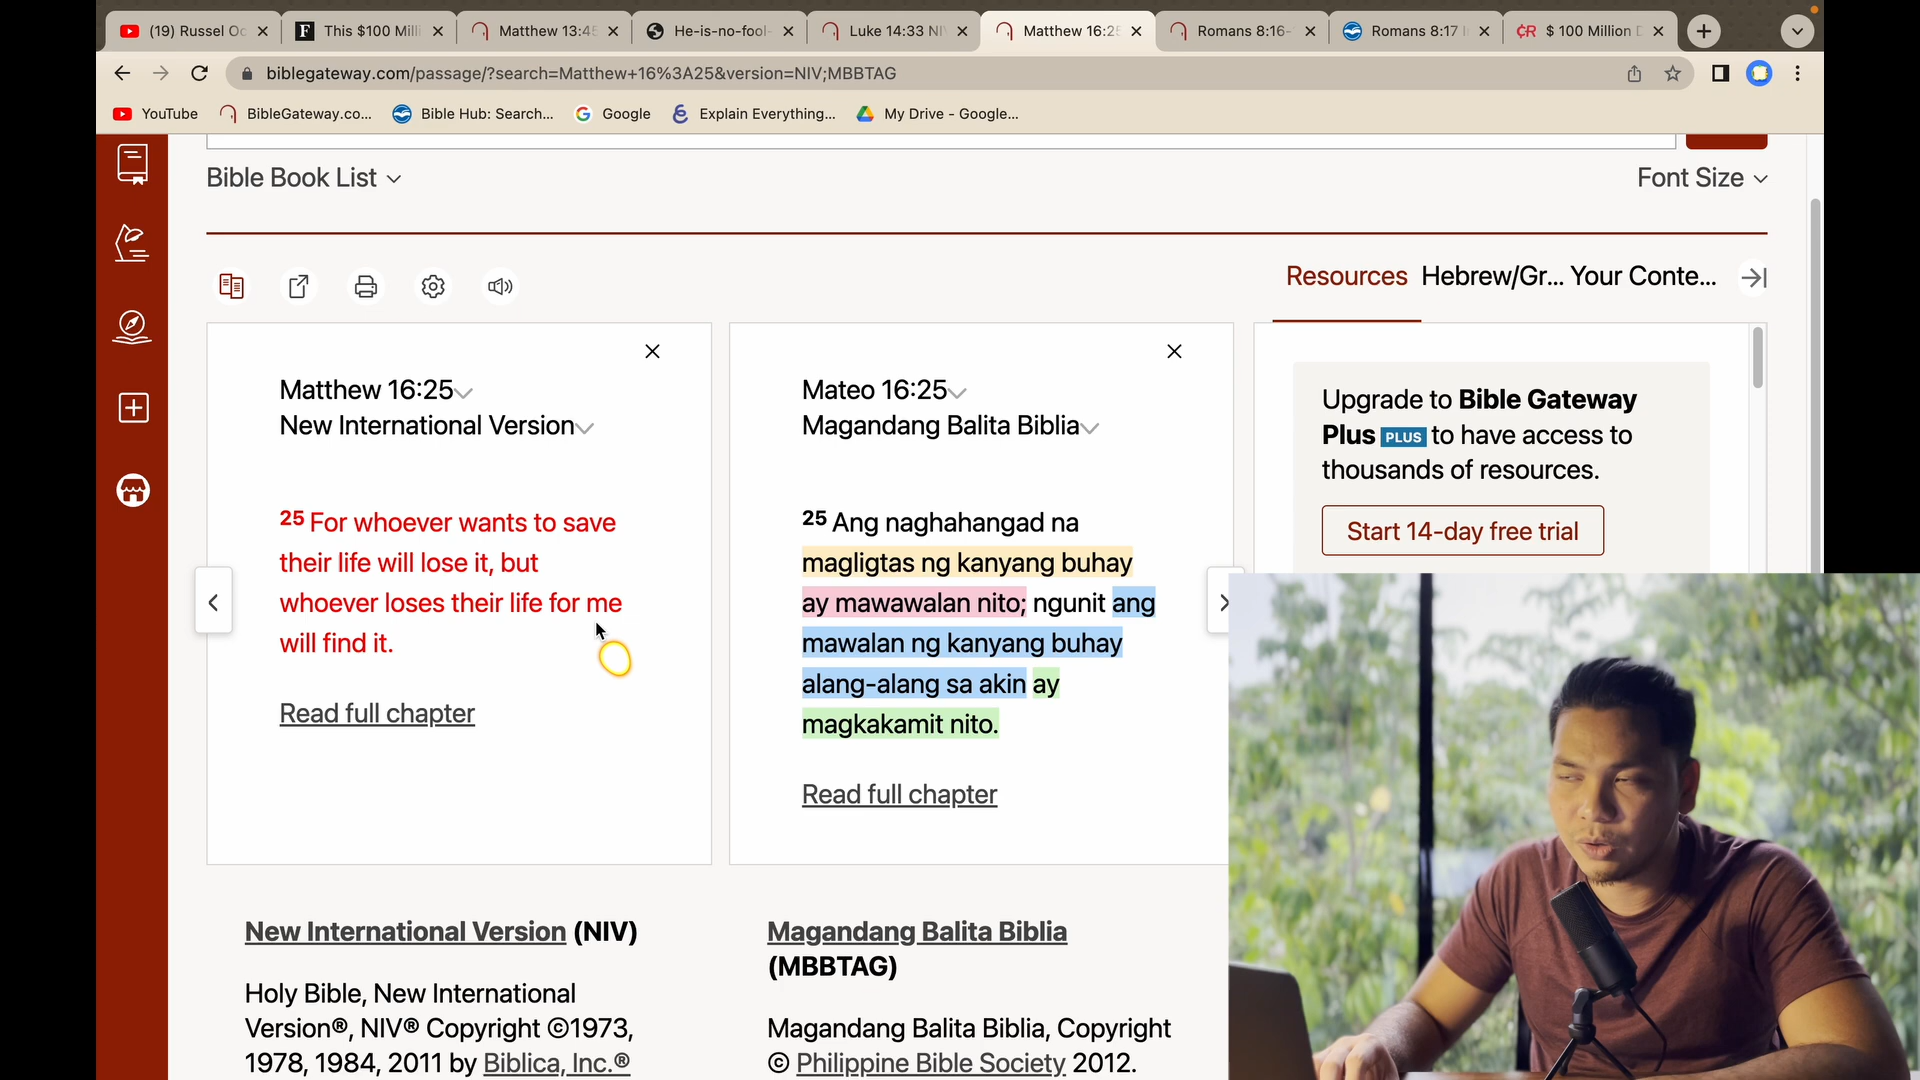 (19) Russel Oc
This $100 Mill
Matthew 13:45
He-is-no-fool-
Luke 14:33 NI
Matthew 16:25
Romans 8:16-
Romans 8:17
$ 100 Million
biblegateway.com/passage/?search=Matthew+16%3A25&version=NIV;MBBTAG
YouTube
BibleGateway.co...
Bible Hub: Search...
Google
Explain Everything...
My Drive - Google...
Bible Book List
Font Size
Resources
Hebrew/Gr...
Your Conte...
Matthew 16:25
New International Version
25 For whoever wants to save
their life will lose it, but
whoever loses their life for me
will find it.
Read full chapter
Mateo 16:25
Magandang Balita Biblia
25 Ang naghahangad na
magligtas ng kanyang buhay
ay mawawalan nito; ngunit ang
mawalan ng kanyang buhay
alang-alang sa akin ay
magkakamit nito.
Read full chapter
Upgrade to Bible Gateway
Plus PLUS to have access to
thousands of resources.
Start 14-day free trial
New International Version (NIV)
Holy Bible, New International
Version®, NIV® Copyright ©1973,
1978, 1984, 2011 by Biblica, Inc.®
Magandang Balita Biblia
(MBBTAG)
Magandang Balita Biblia, Copyright
© Philippine Bible Society 2012.